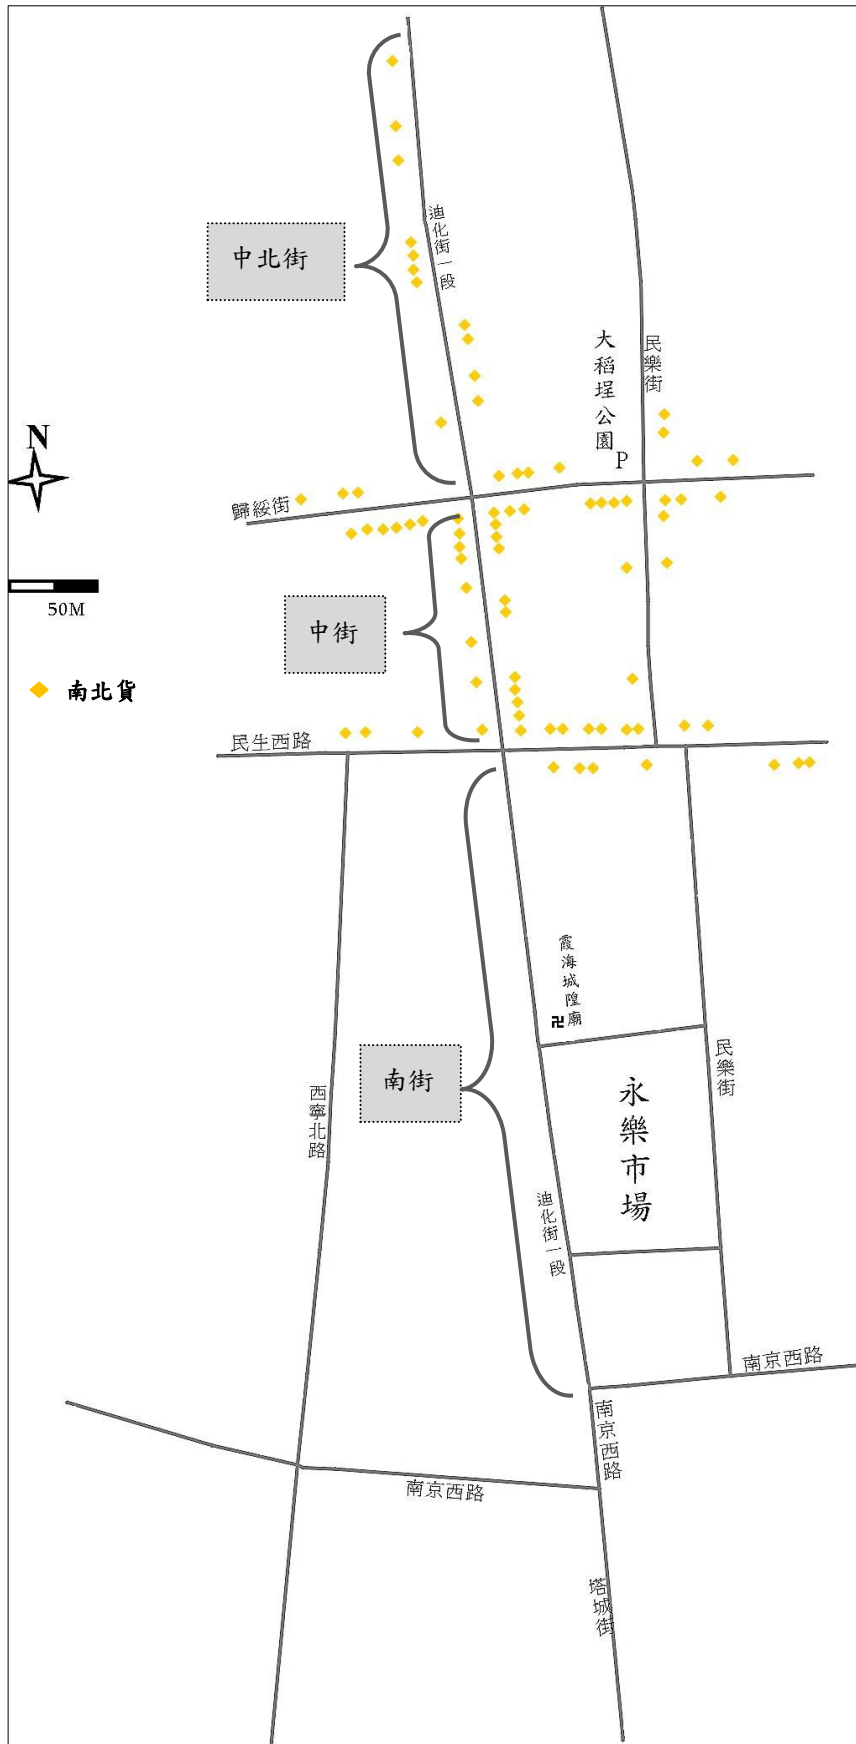 迪化街一段
中北街
大稻埕公園
民樂街
P
N
歸綏街
50M
中街
南北貨
民生西路
霞海城隍廟
卍
南街
民樂街
永樂市場
西寧北路
迪化街一段
南京西路
南京西路
南京西路
塔城街